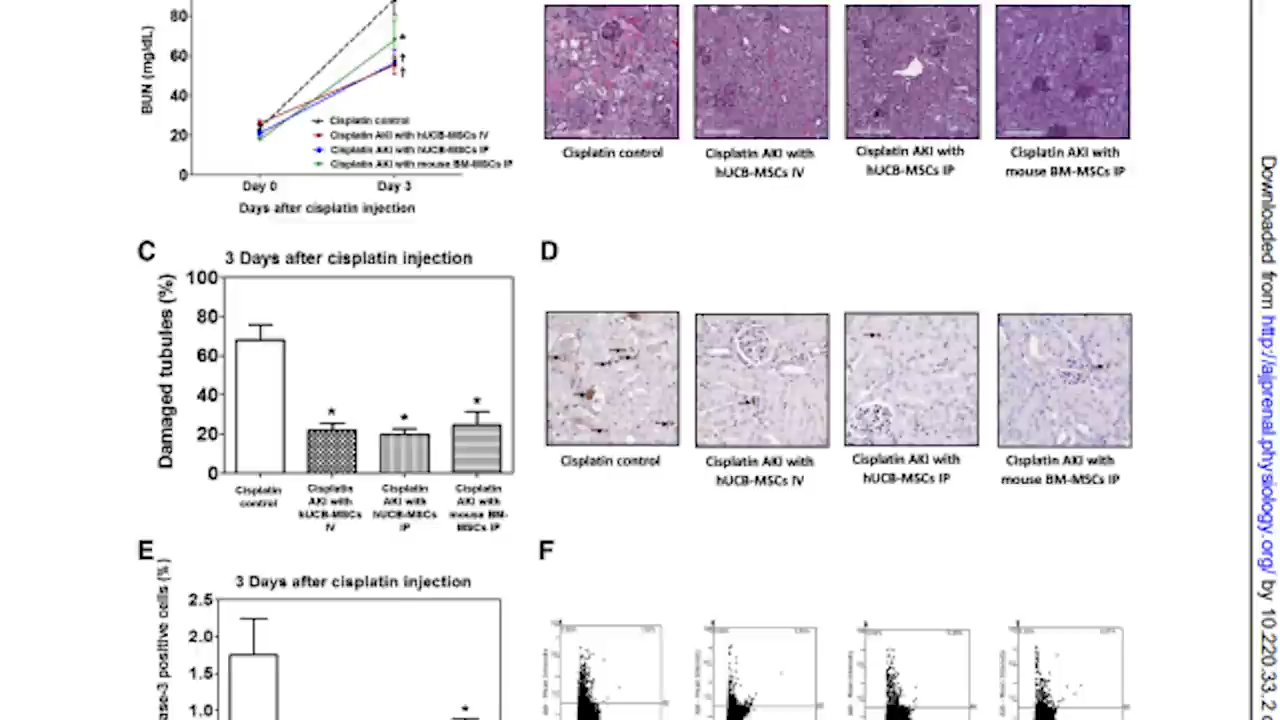 BUN (mg/dL)
80
60
40
20
0
Cisplatin control
Cisplatin AKI with hUCB-MSCs IV
Cisplatin AKI with hUCB-MSCs IP
Cisplatin AKI with mouse BM-MSCs IP
Day 0
Day 3
Days after cisplatin injection
Cisplatin control
Cisplatin AKI with
hUCB-MSCs IV
Cisplatin AKI with
hUCB-MSCs IP
Cisplatin AKI with
mouse BM-MSCs IP
C
3 Days after cisplatin injection
Damaged tubules (%)
100
80
60
40
20
0
*
*
*
Cisplatin
control
Cisplatin
AKI with
hUCB-MSCs
IV
Cisplatin
AKI with
hUCB-MSCs
IP
Cisplatin
AKI with
mouse BM-
MSCs IP
D
Cisplatin control
Cisplatin AKI with
hUCB-MSCs IV
Cisplatin AKI with
hUCB-MSCs IP
Cisplatin AKI with
mouse BM-MSCs IP
E
3 Days after cisplatin injection
ase-3 positive cells (%)
2.5
2.0
1.5
1.0
*
F
Downloaded from http://ajprenal.physiology.org/ by 10.220.33.2